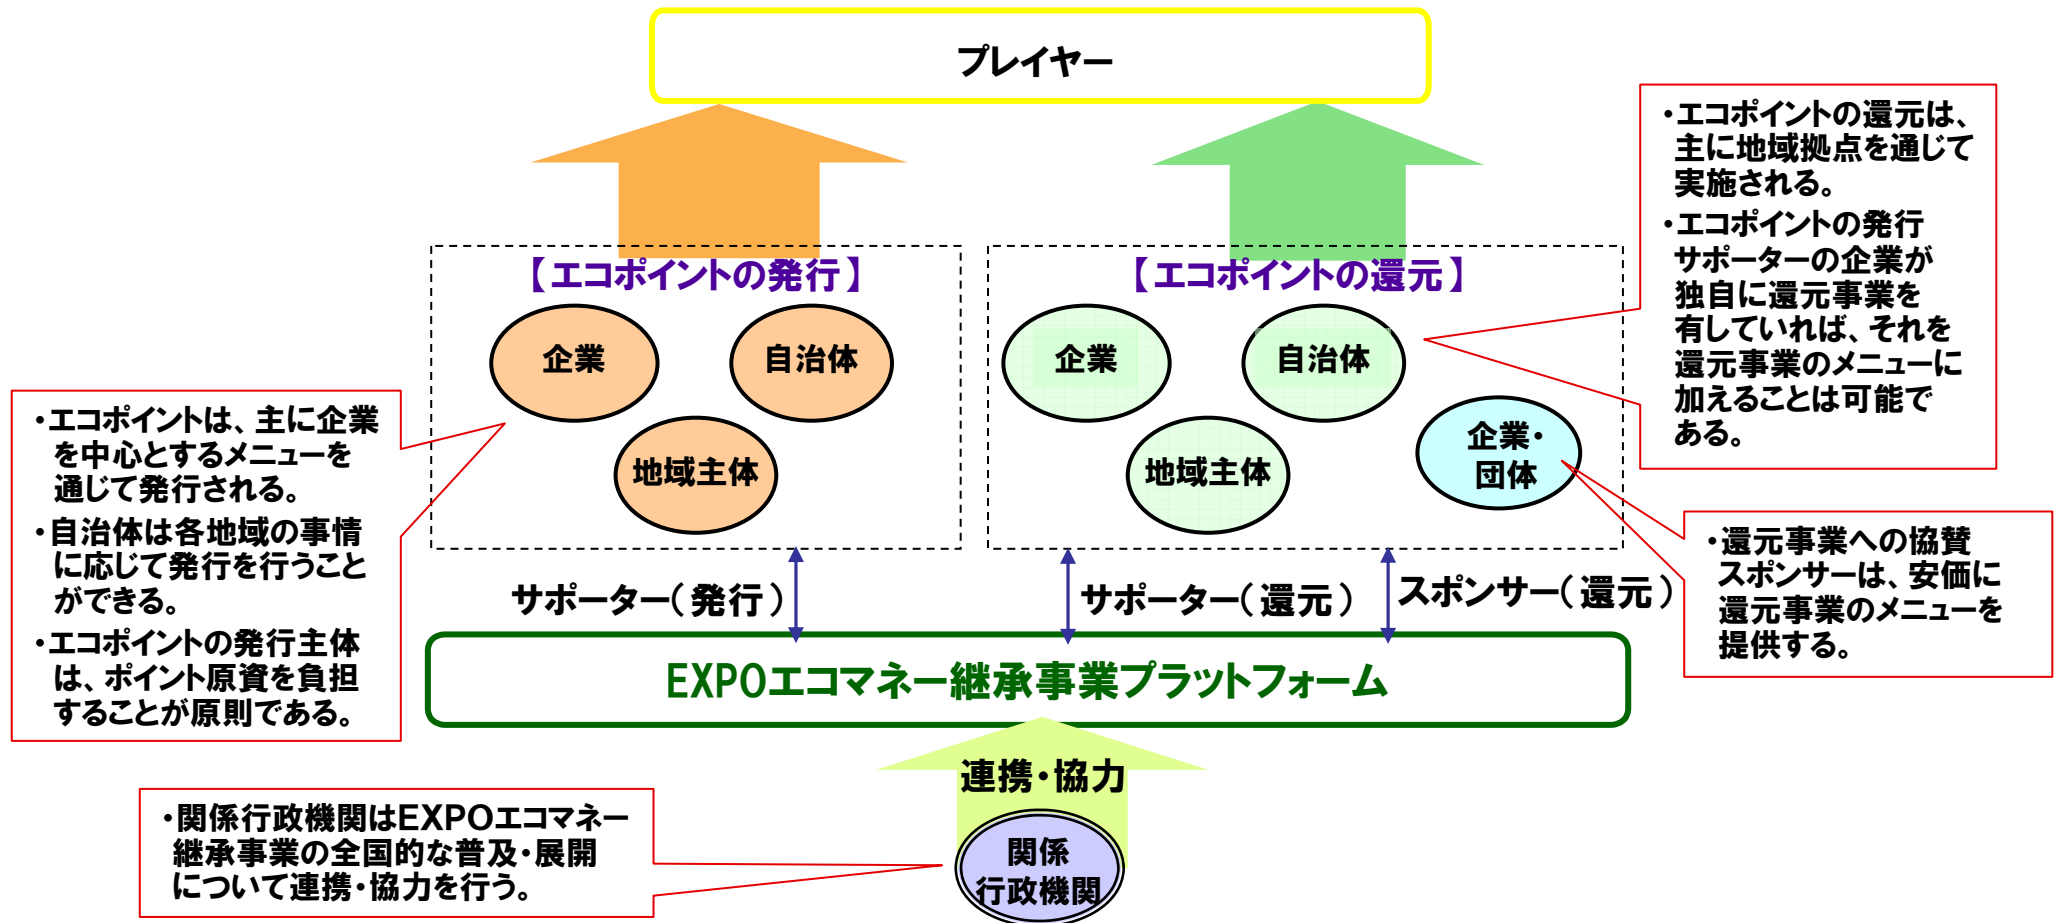 プレイヤー
・エコポイントの還元は、
主に地域拠点を通じて
実施される。
・エコポイントの発行
サポーターの企業が
独自に還元事業を
有していれば、それを
還元事業のメニューに
加えることは可能で
ある。
【エコポイントの発行】
企業
自治体
地域主体
【エコポイントの還元】
企業
自治体
地域主体
企業・
団体
・エコポイントは、主に企業
を中心とするメニューを
通じて発行される。
・自治体は各地域の事情
に応じて発行を行うこと
ができる。
・エコポイントの発行主体
は、ポイント原資を負担
することが原則である。
・還元事業への協賛
スポンサーは、安価に
還元事業のメニューを
提供する。
サポーター(発行)
サポーター(還元)
スポンサー(還元)
EXPOエコマネー継承事業プラットフォーム
連携・協力
・関係行政機関はEXPOエコマネー
継承事業の全国的な普及・展開
について連携・協力を行う。
関係
行政機関